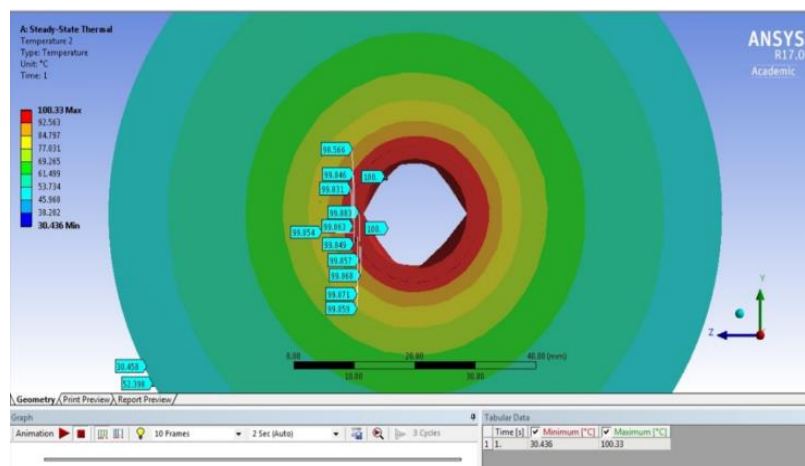 A: Steady-State Thermal
Temperature 2
Type: Temperature
Unit: °C
Time: 1
100.33 Max
92.563
84.797
77.031
69.265
61.499
53.734
45.968
38.202
30.436 Min
ANSYS
R17.0
Academic
98.566
99.846
100.
99.831
99.883
99.863
100.
99.854
99.849
99.857
99.868
99.871
99.859
30.458
52.398
0.00
20.00
40.00 (mm)
10.00
30.00
Y
Z
Geometry Print Preview Report Preview
Graph
Tabular Data
Animation
10 Frames
2 Sec (Auto)
3 Cycles
Time [s] Minimum [°C] Maximum [°C]
1 1. 30.436 100.33